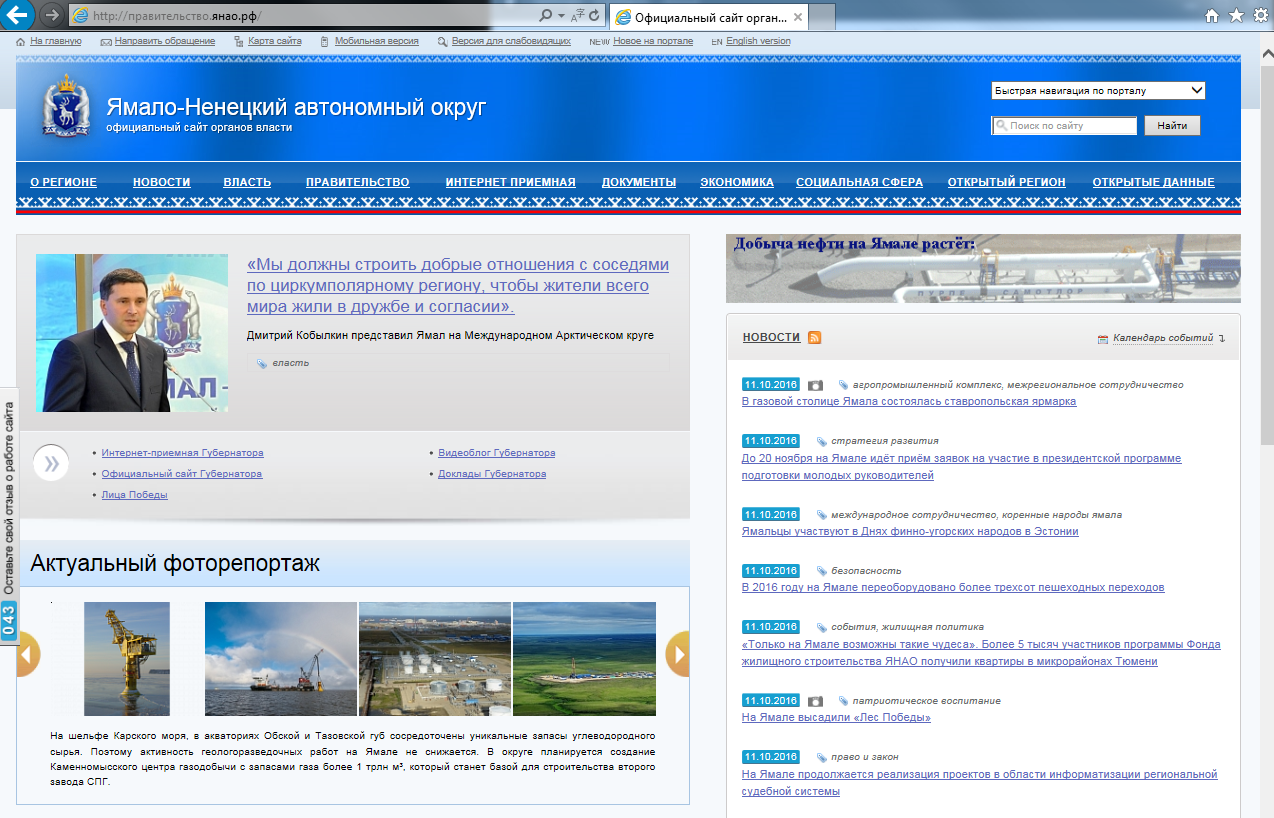 http://правительство.янао.рф/
Официальный сайт орган...
На главную
Направить обращение
Карта сайта
Мобильная версия
Версия для слабовидящих
NEW Новое на портале
EN English version
Ямало-Ненецкий автономный округ
официальный сайт органов власти
Быстрая навигация по порталу
Поиск по сайту
Найти
О РЕГИОНЕ
НОВОСТИ
ВЛАСТЬ
ПРАВИТЕЛЬСТВО
ИНТЕРНЕТ ПРИЕМНАЯ
ДОКУМЕНТЫ
ЭКОНОМИКА
СОЦИАЛЬНАЯ СФЕРА
ОТКРЫТЫЙ РЕГИОН
ОТКРЫТЫЕ ДАННЫЕ
«Мы должны строить добрые отношения с соседями
по циркумполярному региону, чтобы жители всего
мира жили в дружбе и согласии».
Дмитрий Кобылкин представил Ямал на Международном Арктическом круге
власть
МАЛ -
• Интернет-приемная Губернатора
• Официальный сайт Губернатора
• Лица Победы
• Видеоблог Губернатора
• Доклады Губернатора
Оставьте свой отзыв о работе сайта
043
Актуальный фоторепортаж
На шельфе Карского моря, в акваториях Обской и Тазовской губ сосредоточены уникальные запасы углеводородного
сырья. Поэтому активность геологоразведочных работ на Ямале не снижается. В округе планируется создание
Каменномысского центра газодобычи с запасами газа более 1 трлн м³, который станет базой для строительства второго
завода СПГ.
Добыча нефти на Ямале растёт:
ПУРПЕ САМОТЛОР
НОВОСТИ
Календарь событий
11.10.2016 агропромышленный комплекс, межрегиональное сотрудничество
В газовой столице Ямала состоялась ставропольская ярмарка
11.10.2016 стратегия развития
До 20 ноября на Ямале идёт приём заявок на участие в президентской программе
подготовки молодых руководителей
11.10.2016 международное сотрудничество, коренные народы ямала
Ямальцы участвуют в Днях финно-угорских народов в Эстонии
11.10.2016 безопасность
В 2016 году на Ямале переоборудовано более трехсот пешеходных переходов
11.10.2016 события, жилищная политика
«Только на Ямале возможны такие чудеса». Более 5 тысяч участников программы Фонда
жилищного строительства ЯНАО получили квартиры в микрорайонах Тюмени
11.10.2016 патриотическое воспитание
На Ямале высадили «Лес Победы»
11.10.2016 право и закон
На Ямале продолжается реализация проектов в области информатизации региональной
судебной системы